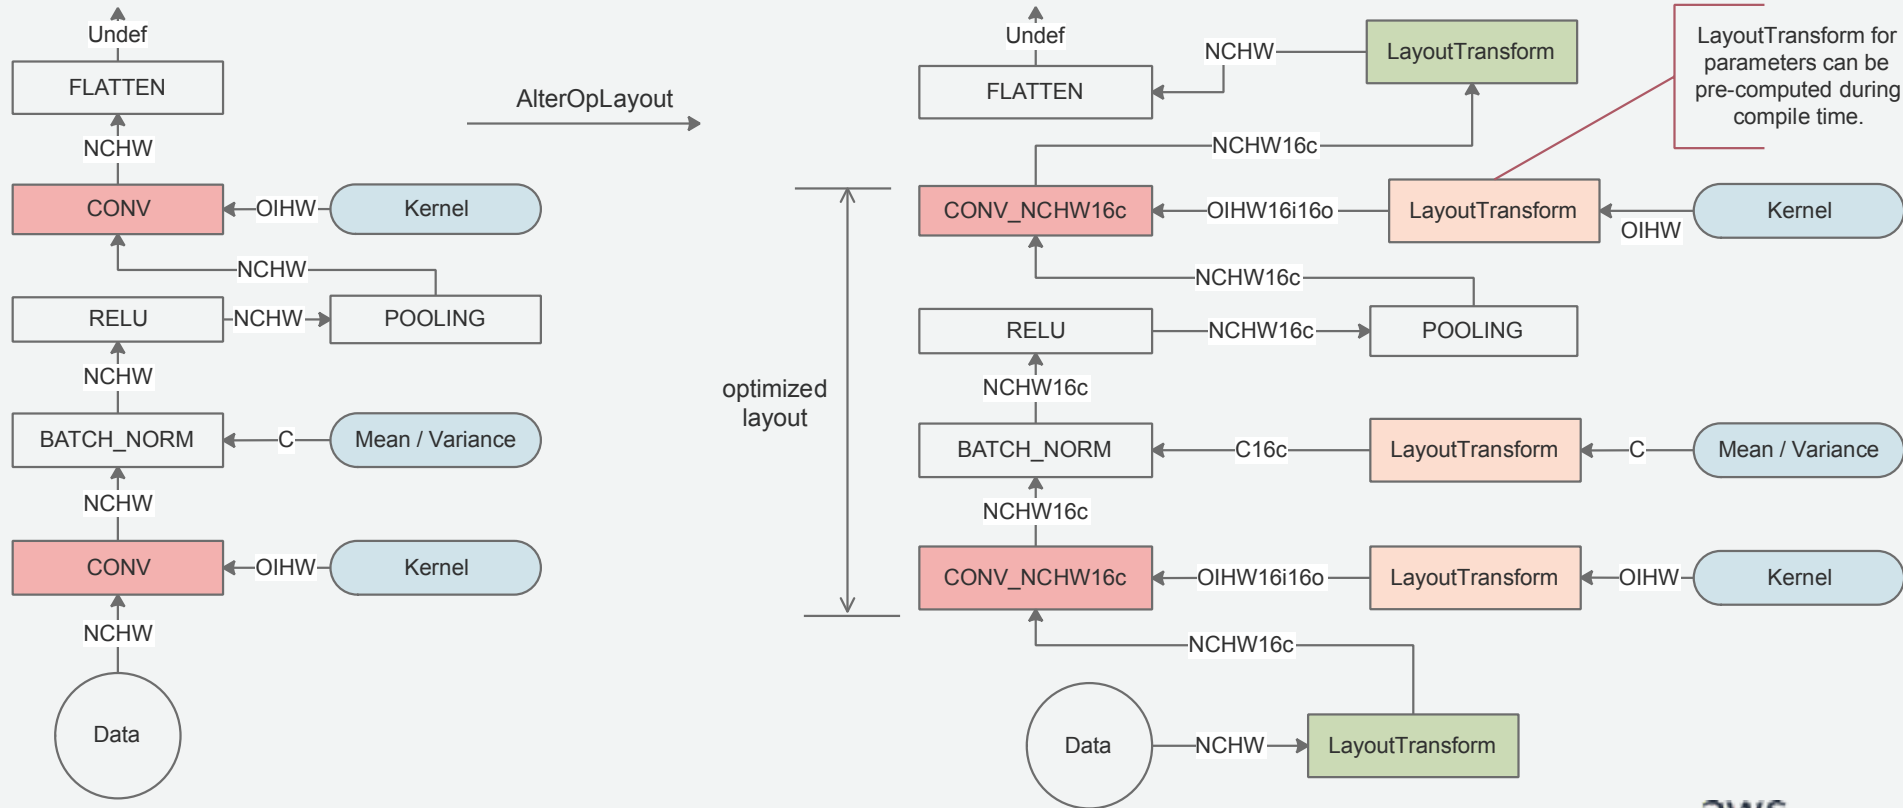 Undef
FLATTEN
NCHW
CONV
OIHW
Kernel
NCHW
RELU
NCHW
POOLING
NCHW
BATCH_NORM
C
Mean / Variance
NCHW
CONV
OIHW
Kernel
NCHW
Data
AlterOpLayout
optimized
layout
Undef
FLATTEN
NCHW
LayoutTransform
NCHW16c
CONV_NCHW16c
OIHW16i16o
LayoutTransform
OIHW
Kernel
LayoutTransform for
parameters can be
pre-computed during
compile time.
NCHW16c
RELU
NCHW16c
POOLING
NCHW16c
BATCH_NORM
C16c
LayoutTransform
C
Mean / Variance
NCHW16c
CONV_NCHW16c
OIHW16i16o
LayoutTransform
OIHW
Kernel
NCHW16c
Data
NCHW
LayoutTransform